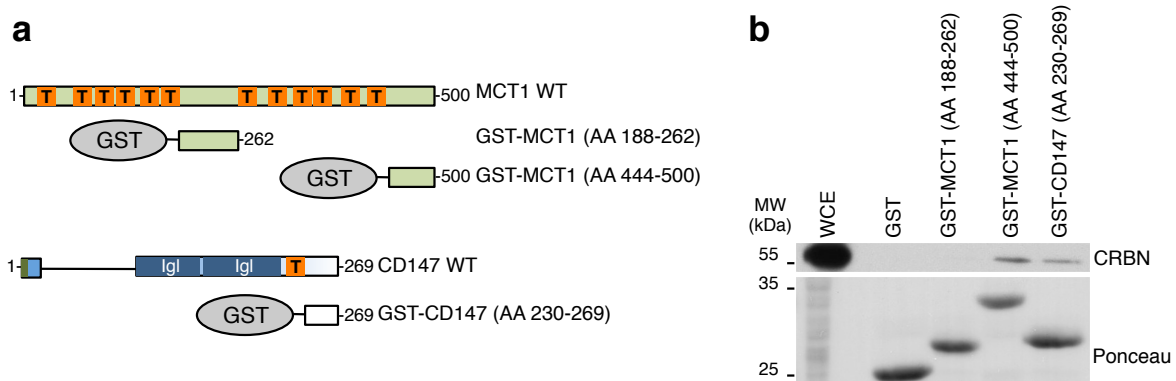 a
1- T T T T T T T T T T T T -500 MCT1 WT
GST -262 GST-MCT1 (AA 188-262)
GST -500 GST-MCT1 (AA 444-500)
1- IgI IgI T -269 CD147 WT
GST -269 GST-CD147 (AA 230-269)
b
MW
(kDa)
WCE
GST
GST-MCT1 (AA 188-262)
GST-MCT1 (AA 444-500)
GST-CD147 (AA 230-269)
55 CRBN
35
25
Ponceau